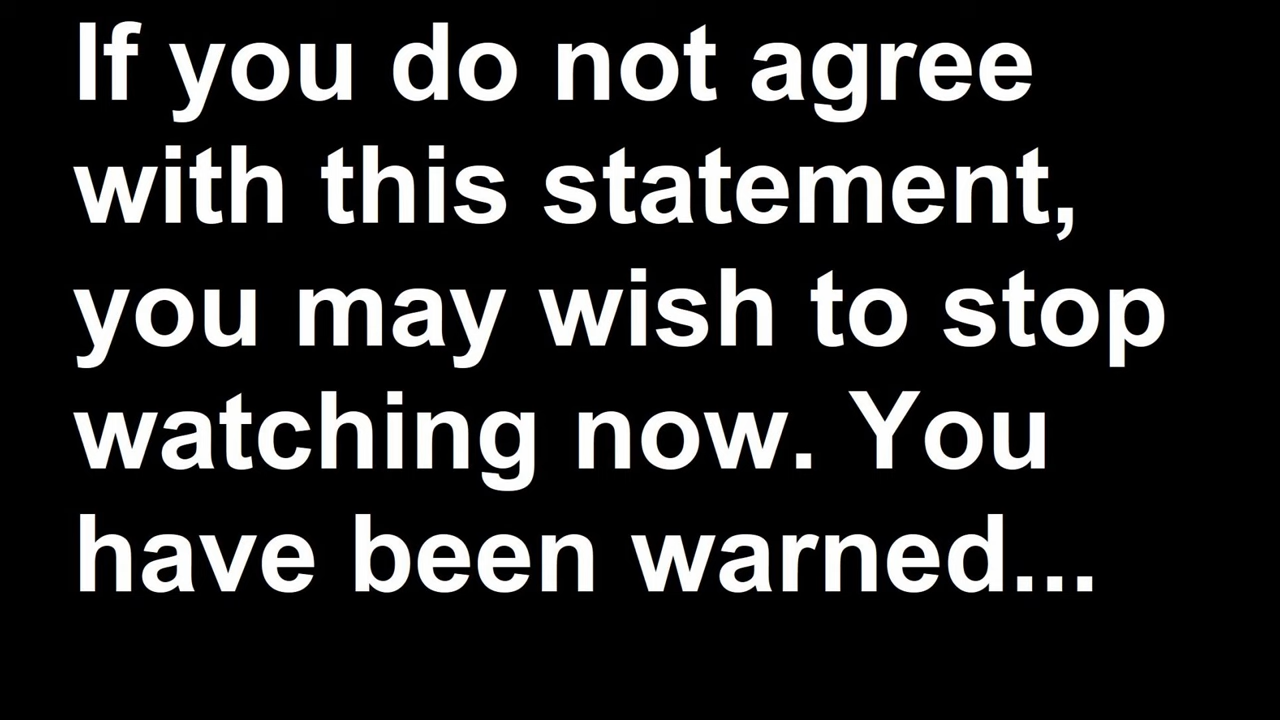 If you do not agree
with this statement,
you may wish to stop
watching now. You
have been warned...